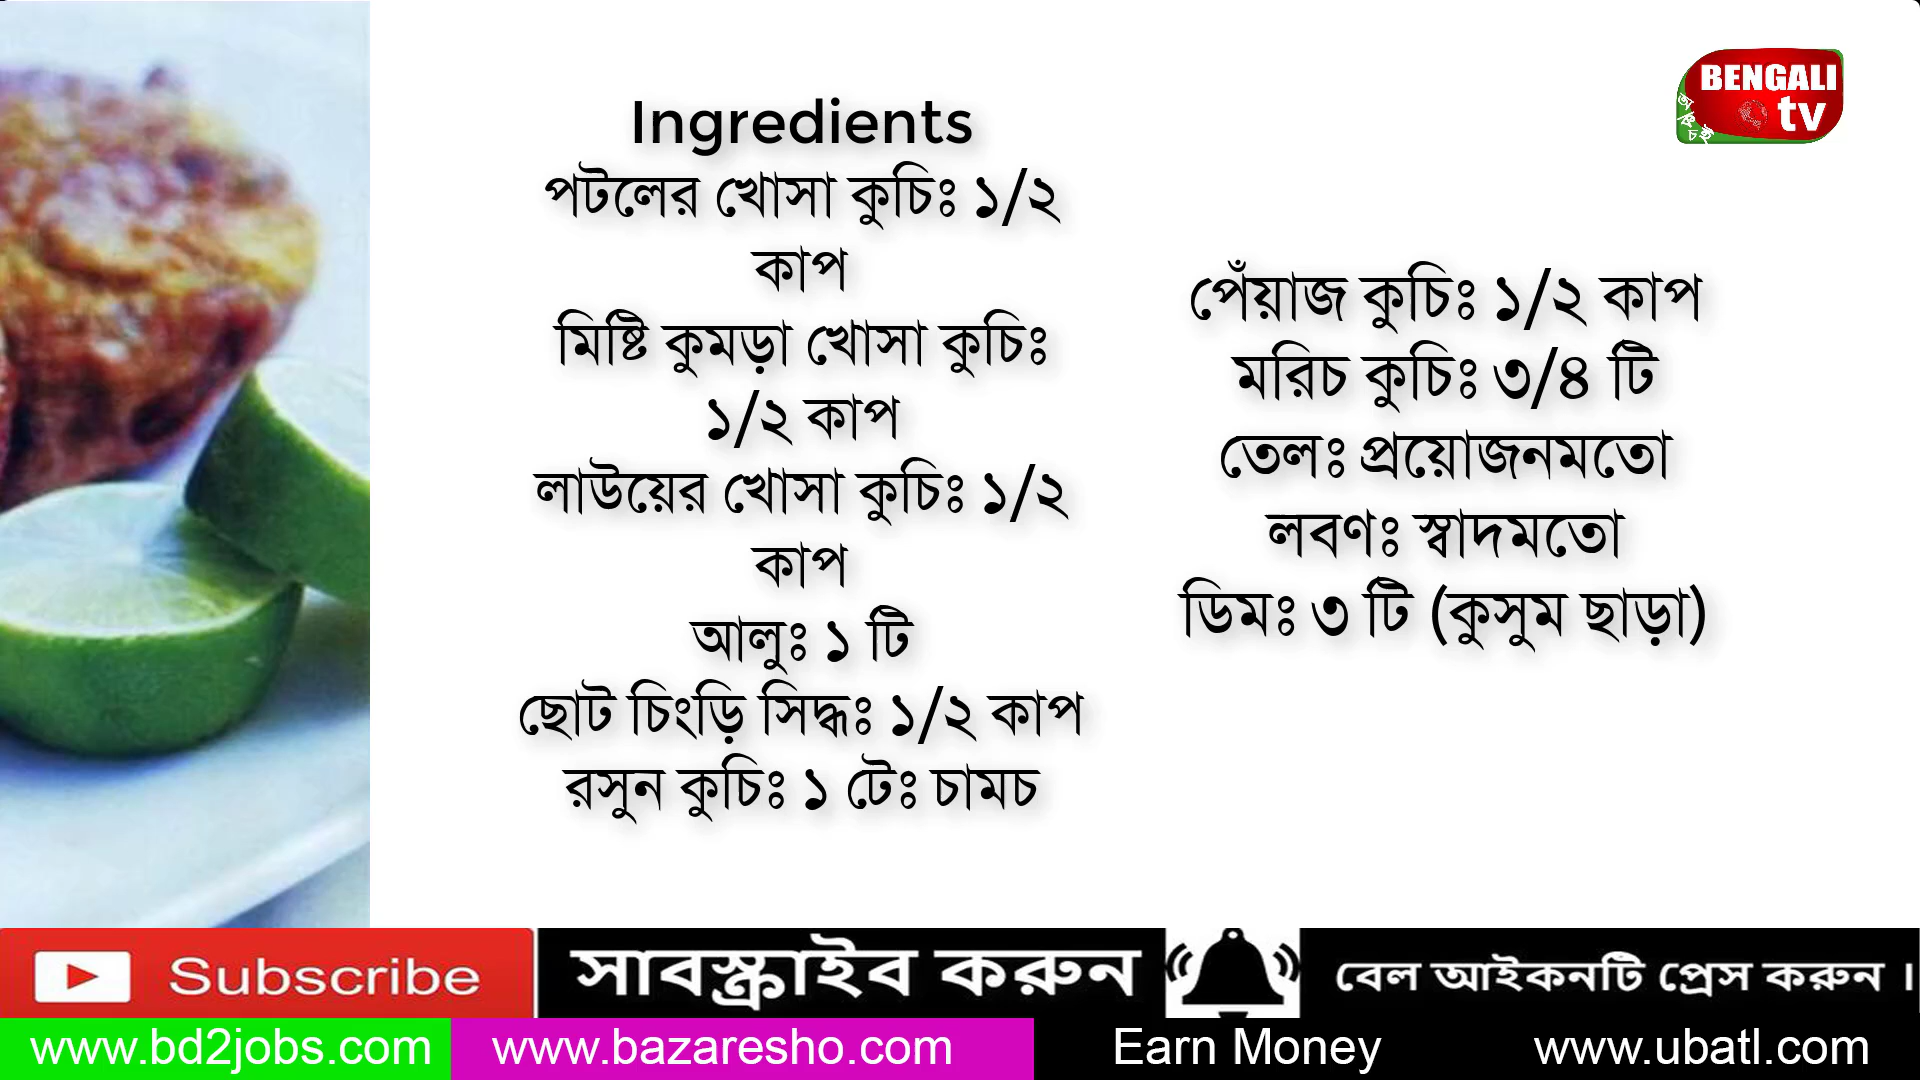 BENGALI
tv
Ingredients
পটলের খোসা কুচিঃ ১/২
কাপ
মিষ্টি কুমড়া খোসা কুচিঃ
১/২ কাপ
লাউয়ের খোসা কুচিঃ ১/২
কাপ
আলুঃ ১ টি
ছোট চিংড়ি সিদ্ধঃ ১/২ কাপ
রসুন কুচিঃ ১ টেঃ চামচ
পেঁয়াজ কুচিঃ ১/২ কাপ
মরিচ কুচিঃ ৩/৪ টি
তেলঃ প্রয়োজনমতো
লবণঃ স্বাদমতো
ডিমঃ ৩ টি (কুসুম ছাড়া)
Subscribe সাবস্ক্রাইব করুন বেল আইকনটি প্রেস করুন ।
www.bd2jobs.com www.bazaresho.com Earn Money www.ubatl.com